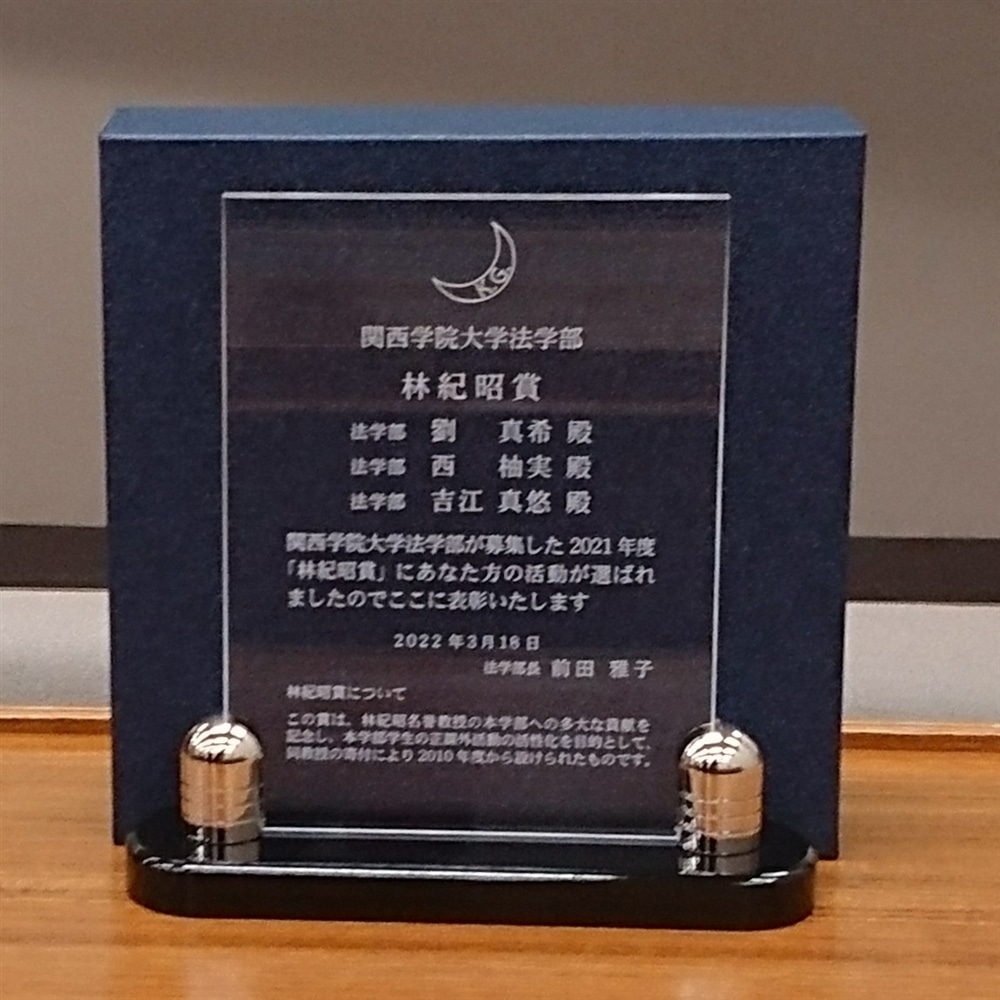 K.G.
関西学院大学法学部
林紀昭賞
法学部 劉 真希 殿
法学部 西 柚実 殿
法学部 吉江 真悠 殿
関西学院大学法学部が募集した 2021 年度
「林紀昭賞」にあなた方の活動が選ばれ
ましたのでここに表彰いたします
2022 年3月18日
法学部長 前田 雅子
林紀昭賞について
この賞は、林紀昭名誉教授の本学部への多大な貢献を
記念し、本学部学生の正課外活動の活性化を目的として、
同教授の寄付により 2010 年度から設けられたものです。